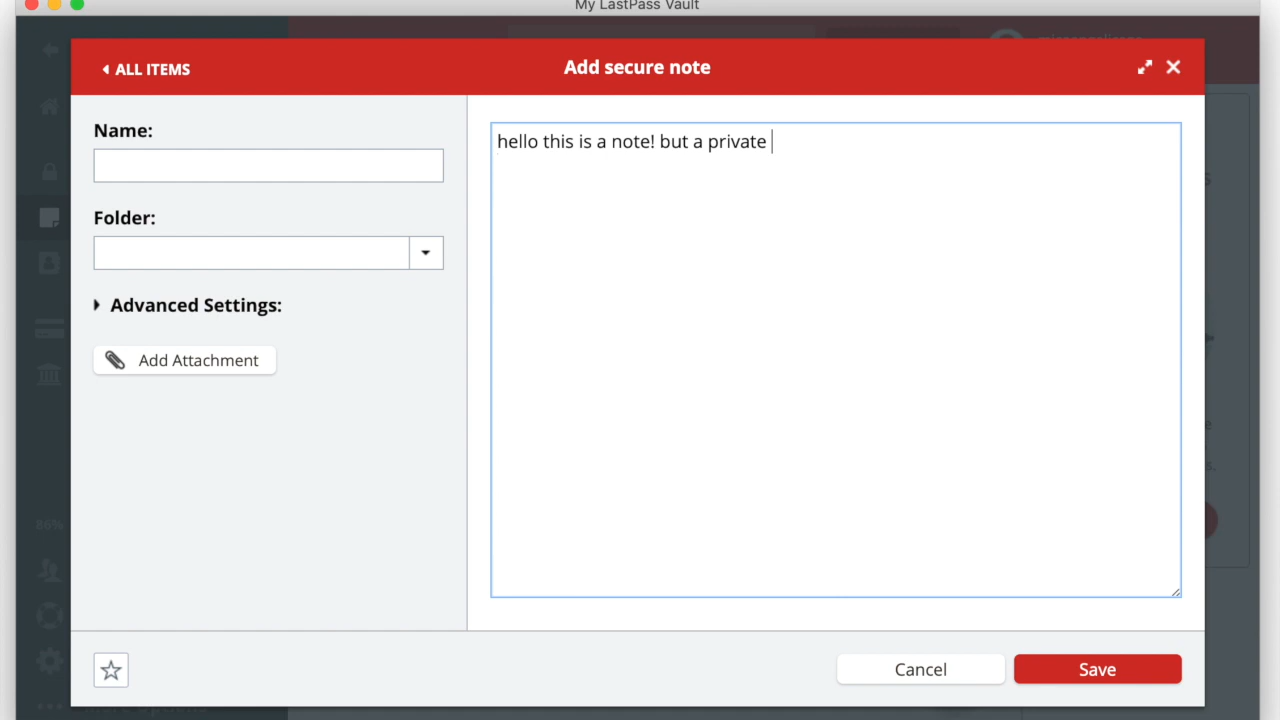 My LastPass Vault
ALL ITEMS
Add secure note
Name:
hello this is a note! but a private
Folder:
Advanced Settings:
Add Attachment
86%
Cancel
Save